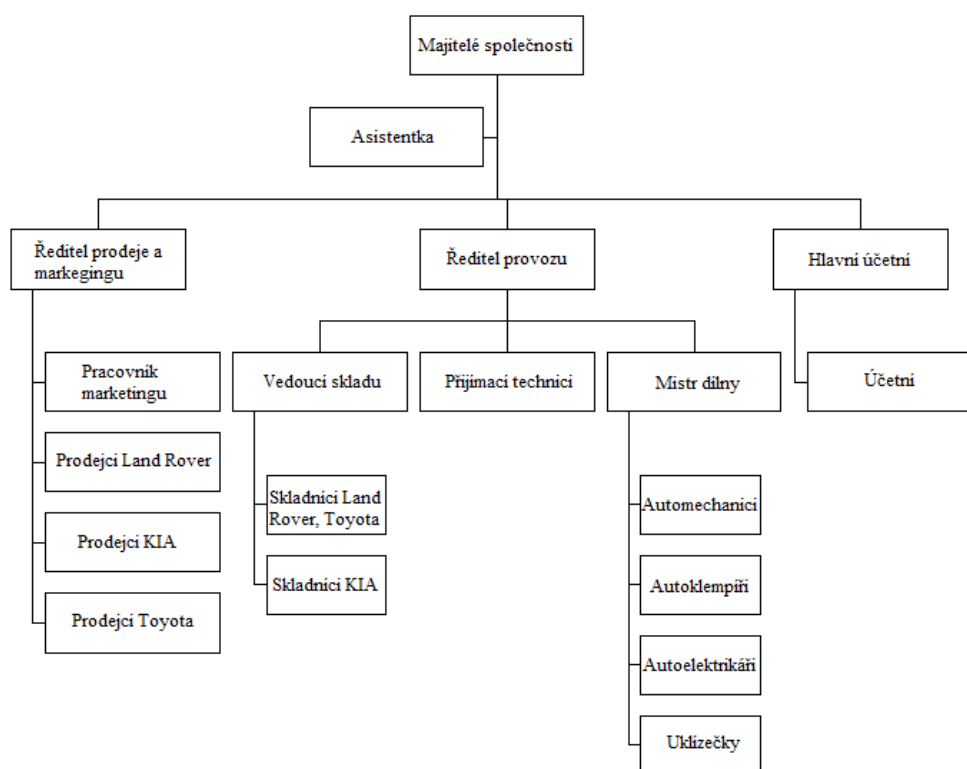 Majitelé společnosti
Asistentka
Ředitel prodeje a
markegingu
Ředitel provozu
Hlavní účetní
Pracovník
marketingu
Vedoucí skladu
Přijímací technici
Mistr dílny
Účetní
Prodejci Land Rover
Skladníci Land
Rover, Toyota
Automechanici
Prodejci KIA
Skladníci KIA
Autoklempíři
Prodejci Toyota
Autoelektrikáři
Uklízečky